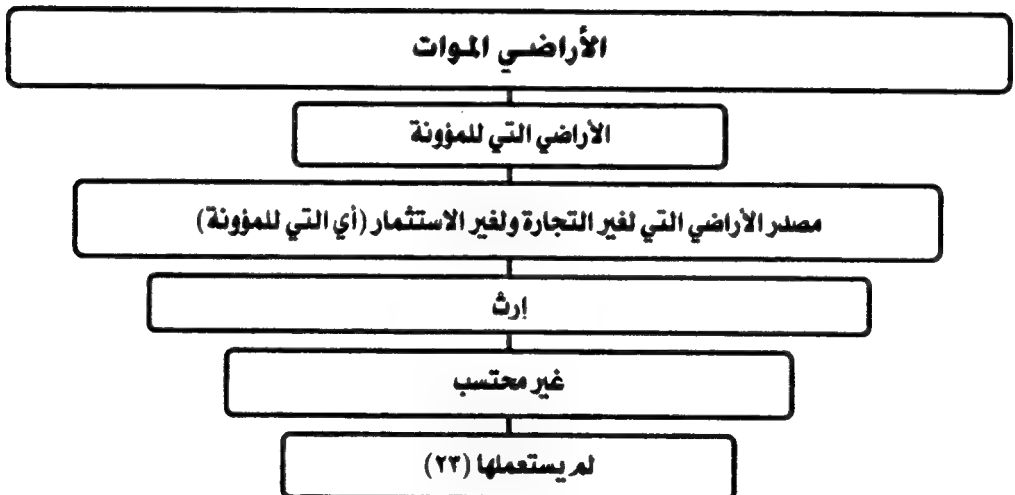 الأراضي الموات
الأراضي التي للمؤونة
مصدر الأراضي التي لغير التجارة ولغير الاستثمار (أي التي للمؤونة)
إرث
غير محتسب
لم يستعملها (٢٣)